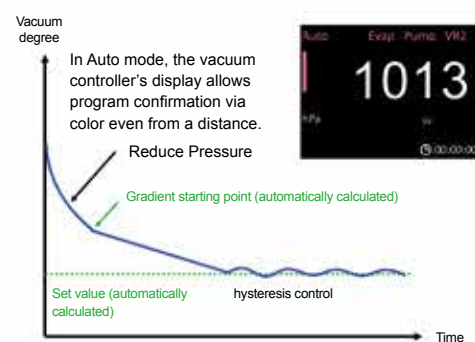 Vacuum
degree
In Auto mode, the vacuum
controller's display allows
program confirmation via
color even from a distance.
Auto Evap Pump VR2
1013
hPa
00:00:00
Reduce Pressure
Gradient starting point (automatically calculated)
Set value (automatically
calculated)
hysteresis control
Time